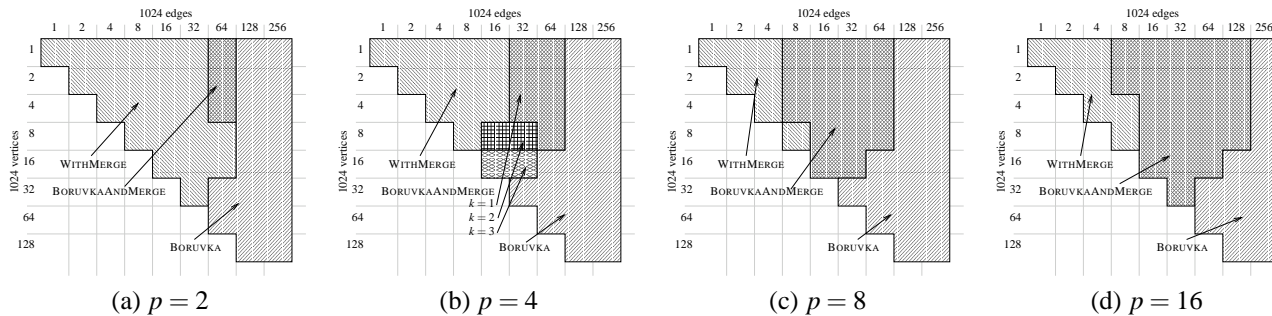 1024 edges
1 2 4 8 16 32 64 128 256
1024 vertices
1
2
4
8
16
32
64
128
WITHMERGE
BORUVKAANDMERGE
BORUVKA
(a) p = 2
1024 edges
1 2 4 8 16 32 64 128 256
1024 vertices
1
2
4
8
16
32
64
128
WITHMERGE
BORUVKAANDMERGE
k = 1
k = 2
k = 3
BORUVKA
(b) p = 4
1024 edges
1 2 4 8 16 32 64 128 256
1024 vertices
1
2
4
8
16
32
64
128
WITHMERGE
BORUVKAANDMERGE
BORUVKA
(c) p = 8
1024 edges
1 2 4 8 16 32 64 128 256
1024 vertices
1
2
4
8
16
32
64
128
WITHMERGE
BORUVKAANDMERGE
BORUVKA
(d) p = 16